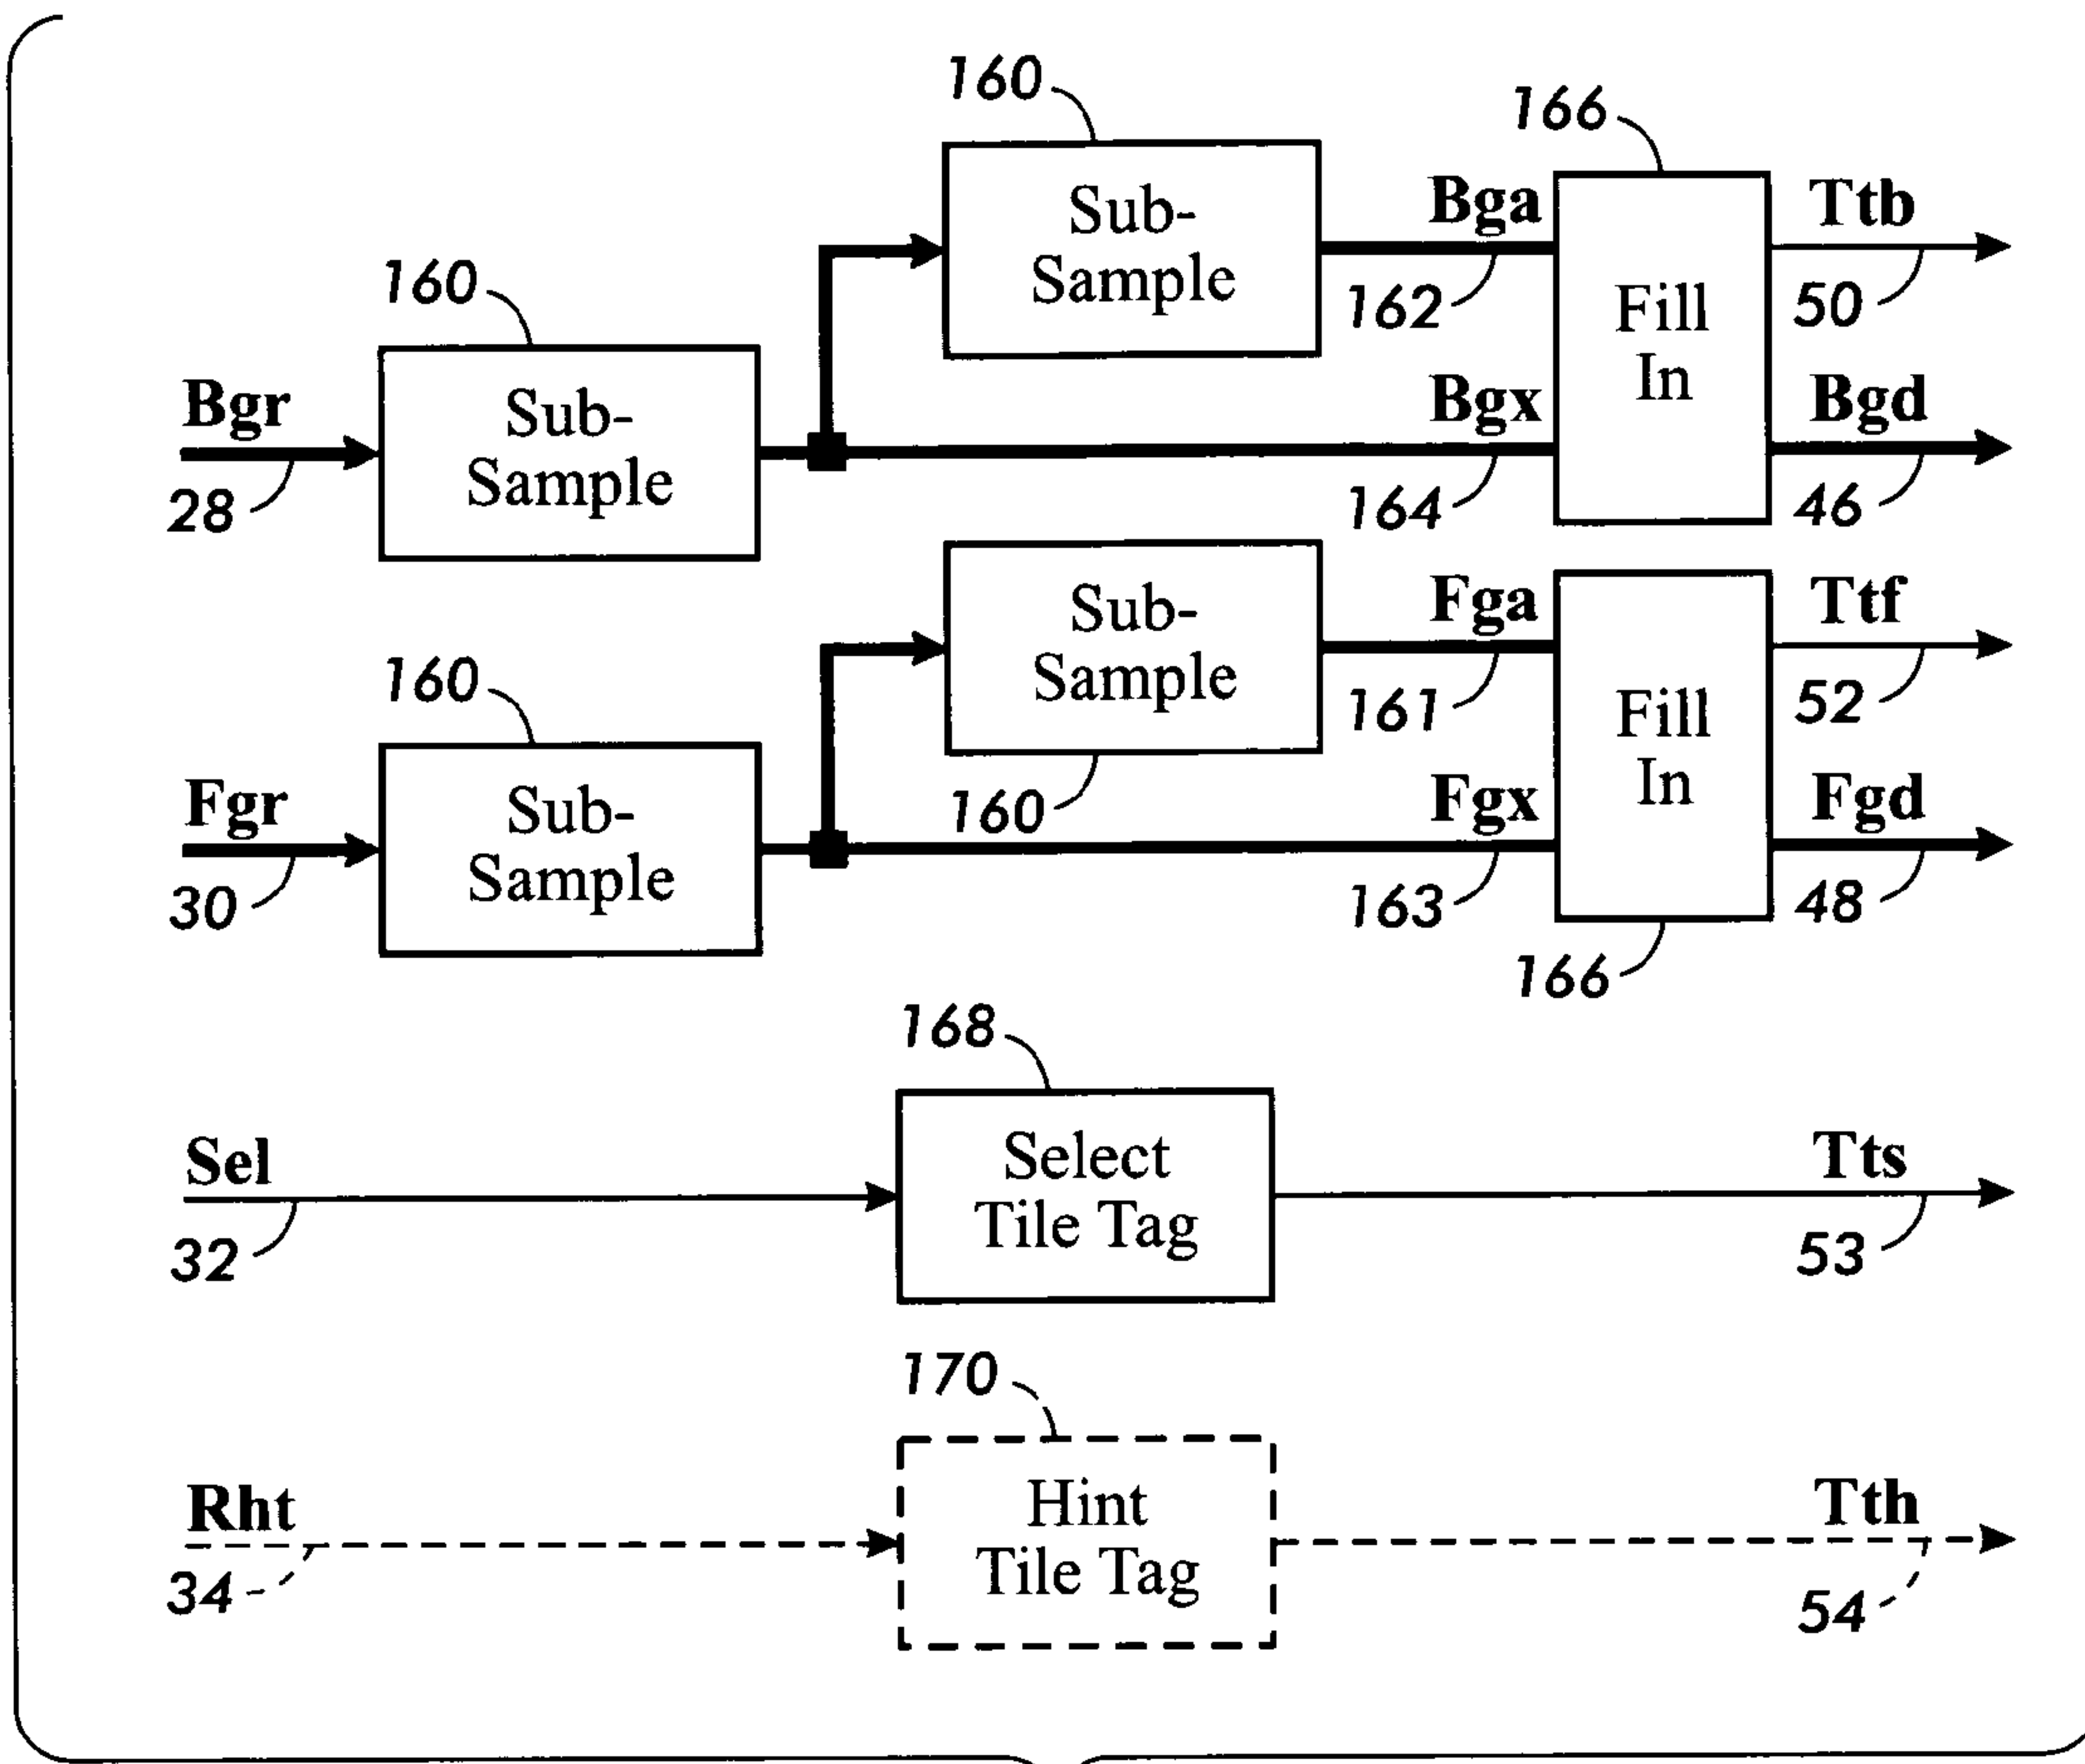 160
166
Sub-
Sample
Bga
Ttb
162
50
Fill
In
160
Bgr
Sub-
Sample
Bgx
Bgd
28
164
46
Sub-
Sample
Fga
Ttf
160
161
52
Fill
In
Fgr
Sub-
Sample
160
Fgx
Fgd
30
163
48
166
168
Sel
Select
Tile Tag
Tts
32
53
170
Rht
Hint
Tile Tag
Tth
34
54